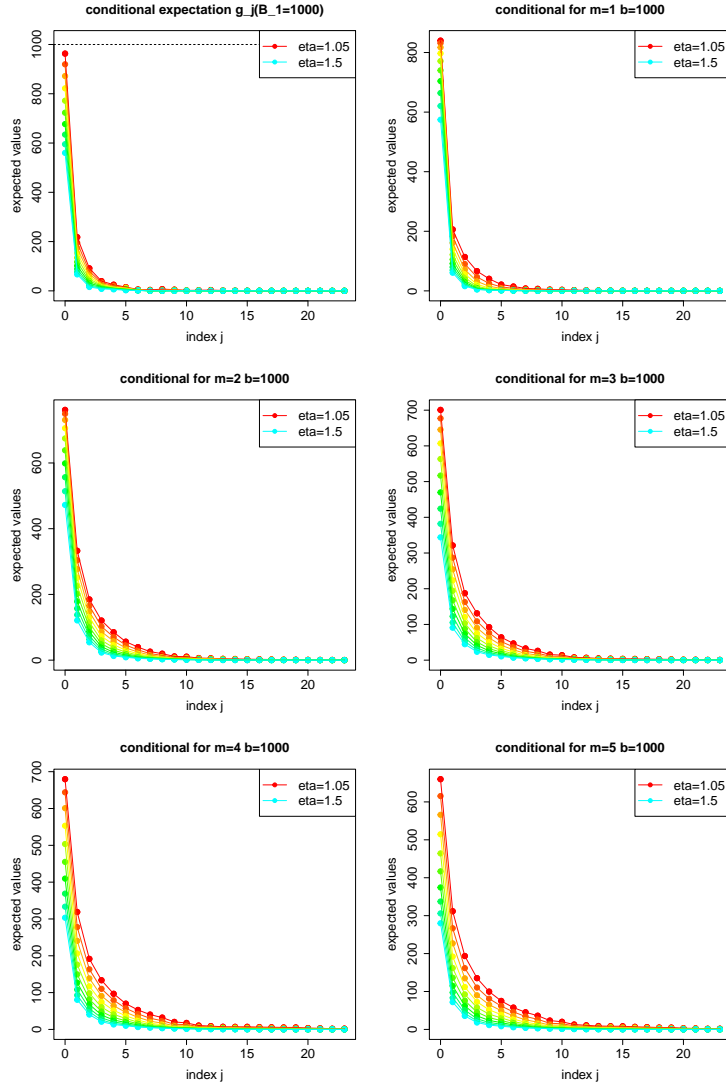 conditional expectation g_j(B_1=1000)
expected values
0 200 400 600 800 1000
eta=1.05
eta=1.5
0 5 10 15 20
index j
conditional for m=1 b=1000
expected values
0 200 400 600 800
eta=1.05
eta=1.5
0 5 10 15 20
index j
conditional for m=2 b=1000
expected values
0 200 400 600
eta=1.05
eta=1.5
0 5 10 15 20
index j
conditional for m=3 b=1000
expected values
0 100 200 300 400 500 600 700
eta=1.05
eta=1.5
0 5 10 15 20
index j
conditional for m=4 b=1000
expected values
0 100 200 300 400 500 600 700
eta=1.05
eta=1.5
0 5 10 15 20
index j
conditional for m=5 b=1000
expected values
0 100 200 300 400 500 600
eta=1.05
eta=1.5
0 5 10 15 20
index j